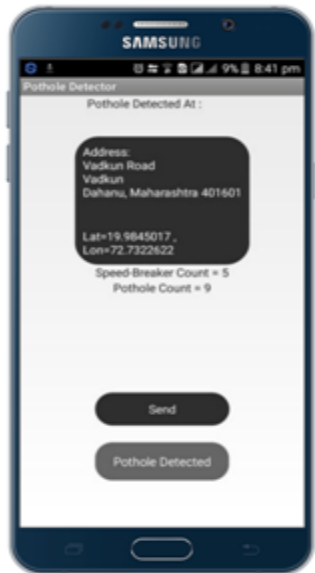 SAMSUNG
9% 8:41 pm
Pothole Detector
Pothole Detected At :
Address:
Vadkun Road
Vadkun
Dahanu, Maharashtra 401601
Lat=19.9845017 ,
Lon=72.7322622
Speed-Breaker Count = 5
Pothole Count = 9
Send
Pothole Detected